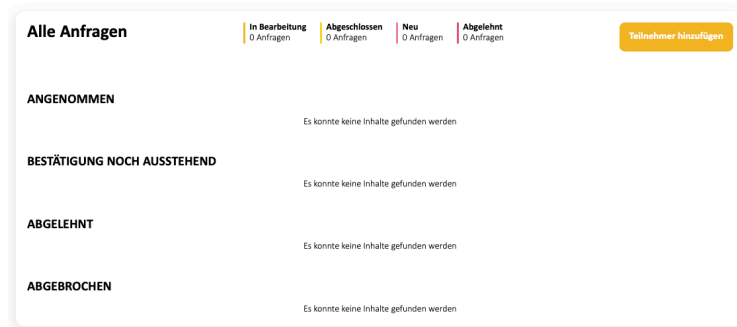 Alle Anfragen
In Bearbeitung
0 Anfragen
Abgeschlossen
0 Anfragen
Neu
0 Anfragen
Abgelehnt
0 Anfragen
Teilnehmer hinzufügen
ANGENOMMEN
Es konnte keine Inhalte gefunden werden
BESTÄTIGUNG NOCH AUSSTEHEND
Es konnte keine Inhalte gefunden werden
ABGELEHNT
Es konnte keine Inhalte gefunden werden
ABGEBROCHEN
Es konnte keine Inhalte gefunden werden